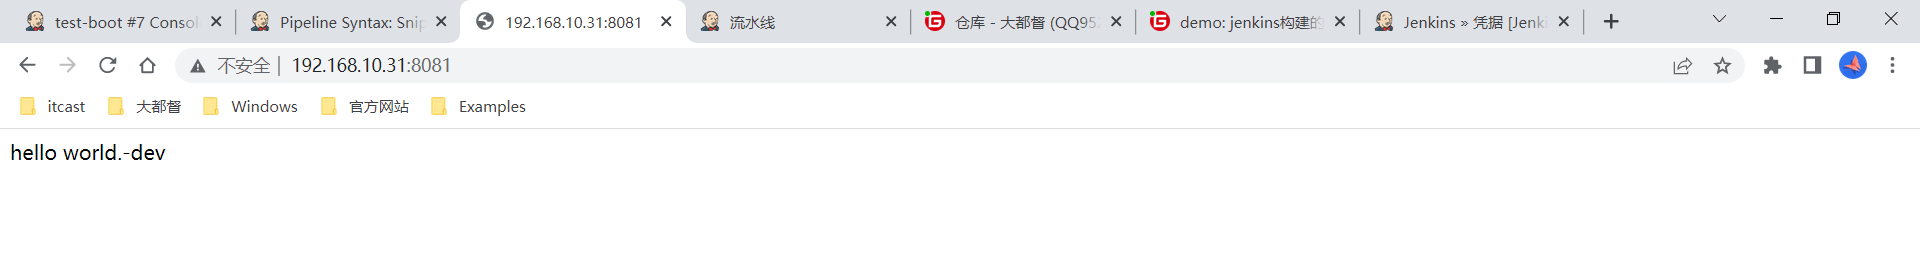 test-boot #7 Consol
Pipeline Syntax: Snip
192.168.10.31:8081
流水线
仓库 - 大都督 (QQ95
demo: jenkins构建的
Jenkins » 凭据 [Jenki
不安全 | 192.168.10.31:8081
itcast
大都督
Windows
官方网站
Examples
hello world.-dev